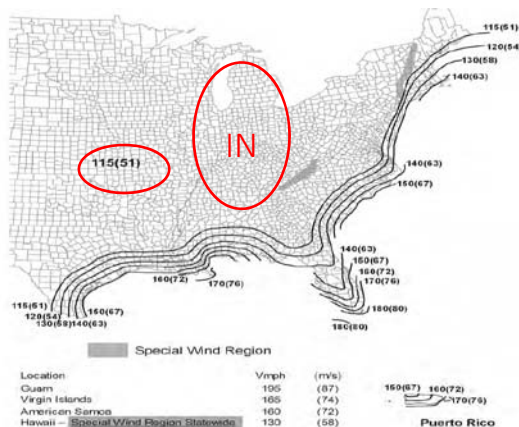 115(51)
120(54
130(58)
140(63)
IN
115(51)
140(63)
150(67)
140(63)
150(67)
160(72)
170(76)
160(72)
170(76)
180(80)
180(80)
115(51)
120(54)
130(58)
140(63)
150(67)
Special Wind Region
Location Vmph (m/s)
Guam 195 (87)
Virgin Islands 165 (74)
American Samoa 160 (72)
Hawaii – Special Wind Region Statewide 130 (58)
150(67) 160(72)
170(76)
Puerto Rico